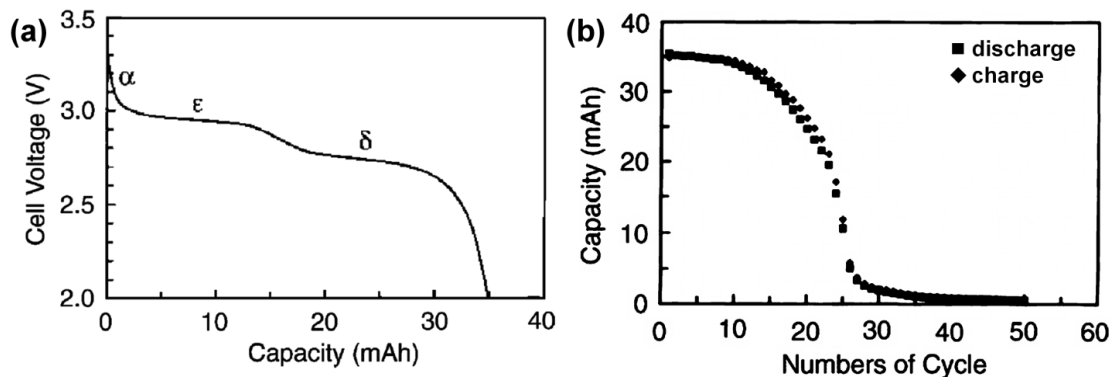 (a)
3.5
3.0
2.5
2.0
Cell Voltage (V)
α
ε
δ
0 10 20 30 40
Capacity (mAh)
(b)
40
30
20
10
0
Capacity (mAh)
discharge
charge
0 10 20 30 40 50 60
Numbers of Cycle